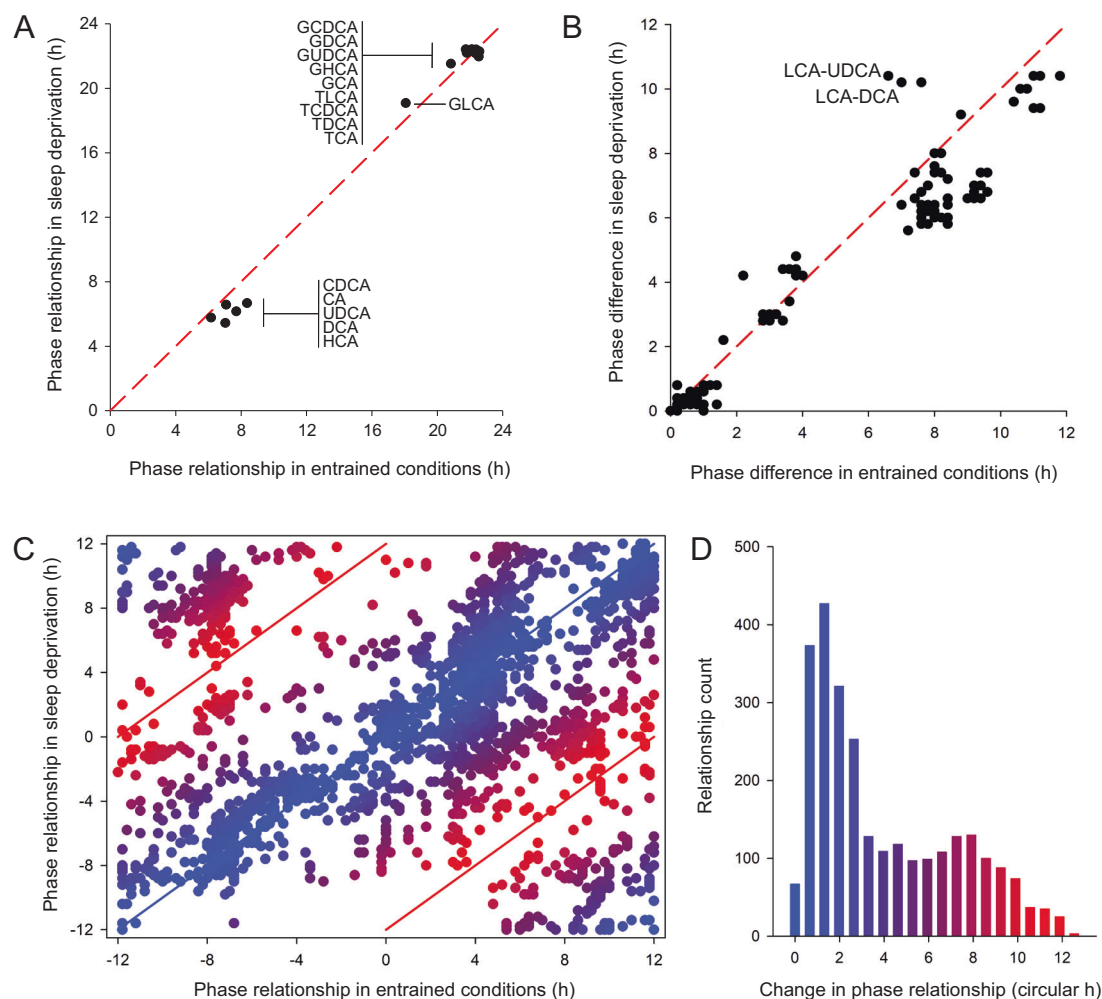 A
Phase relationship in sleep deprivation (h)
24
20
16
12
8
4
0
0 4 8 12 16 20 24
Phase relationship in entrained conditions (h)
GCDCA
GDCA
GUDCA
GHCA
GCA
TLCA
TCDCA
TDCA
TCA
GLCA
CDCA
CA
UDCA
DCA
HCA
B
Phase difference in sleep deprivation (h)
12
10
8
6
4
2
0
0 2 4 6 8 10 12
Phase difference in entrained conditions (h)
LCA-UDCA
LCA-DCA
C
Phase relationship in sleep deprivation (h)
12
8
4
0
-4
-8
-12
-12 -8 -4 0 4 8 12
Phase relationship in entrained conditions (h)
D
Relationship count
500
400
300
200
100
0
0 2 4 6 8 10 12
Change in phase relationship (circular h)